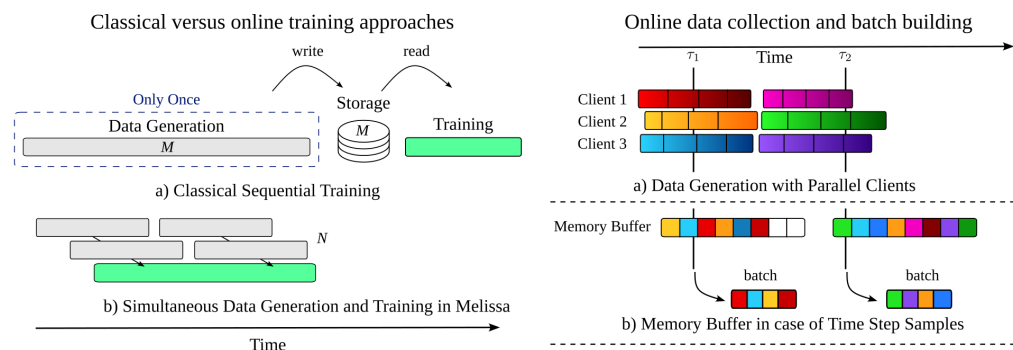 Classical versus online training approaches
write
read
Only Once
Storage
Data Generation
M
M
Training
a) Classical Sequential Training
N
b) Simultaneous Data Generation and Training in Melissa
Time
Online data collection and batch building
τ1
Time
τ2
Client 1
Client 2
Client 3
a) Data Generation with Parallel Clients
Memory Buffer
batch
batch
b) Memory Buffer in case of Time Step Samples